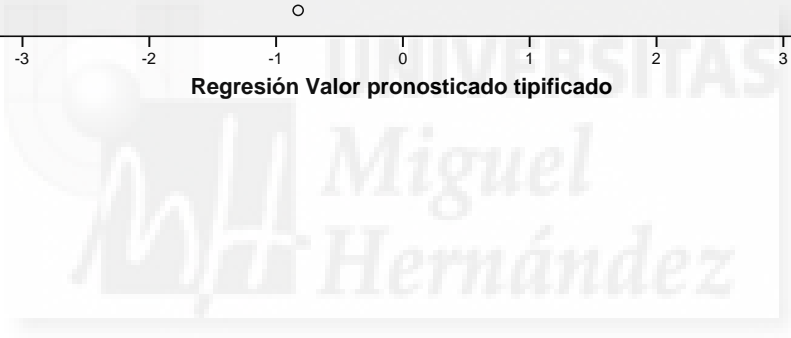 -3 -2 -1 0 1 2 3
Regresión Valor pronosticado tipificado
UNIVERSITAS
Miguel
Hernández